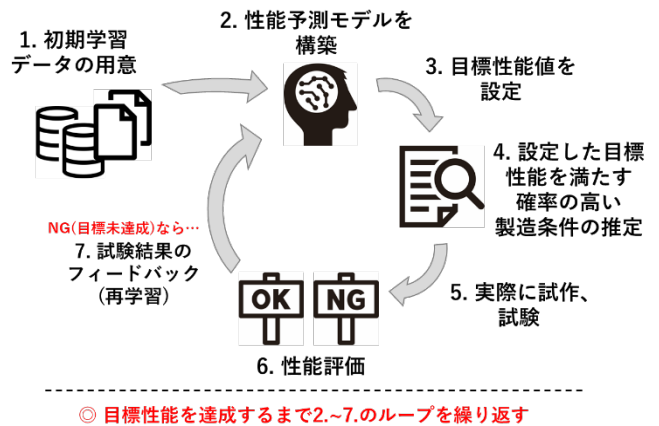 1. 初期学習
データの用意
2. 性能予測モデルを
構築
3. 目標性能値を
設定
4. 設定した目標
性能を満たす
確率の高い
製造条件の推定
5. 実際に試作、
試験
OK
NG
6. 性能評価
NG(目標未達成)なら…
7. 試験結果の
フィードバック
(再学習)
◎ 目標性能を達成するまで2.~7.のループを繰り返す